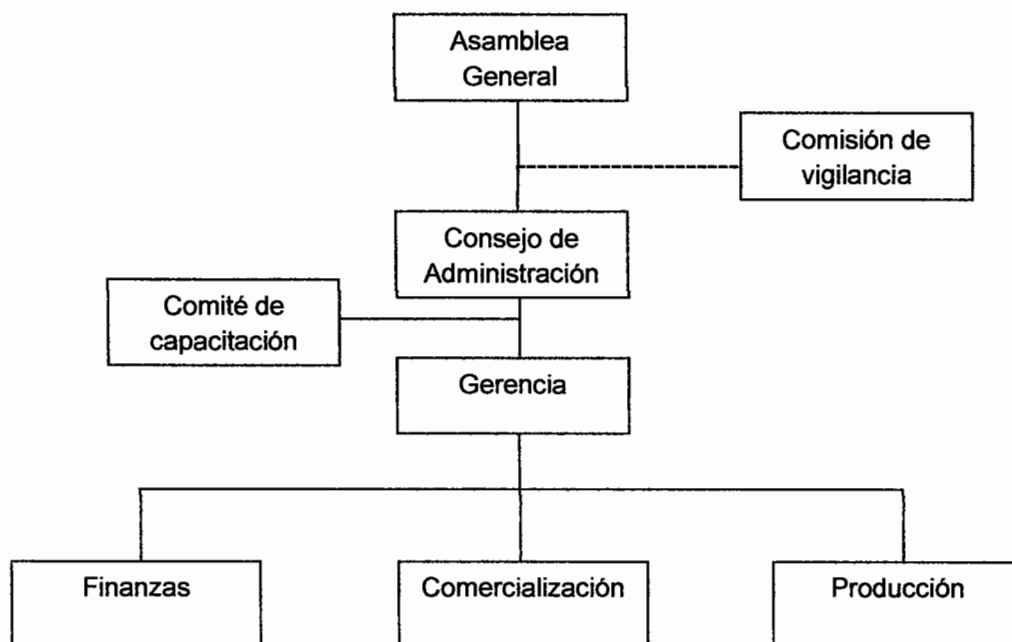 Asamblea
General
Comisión de
vigilancia
Consejo de
Administración
Comité de
capacitación
Gerencia
Finanzas
Comercialización
Producción